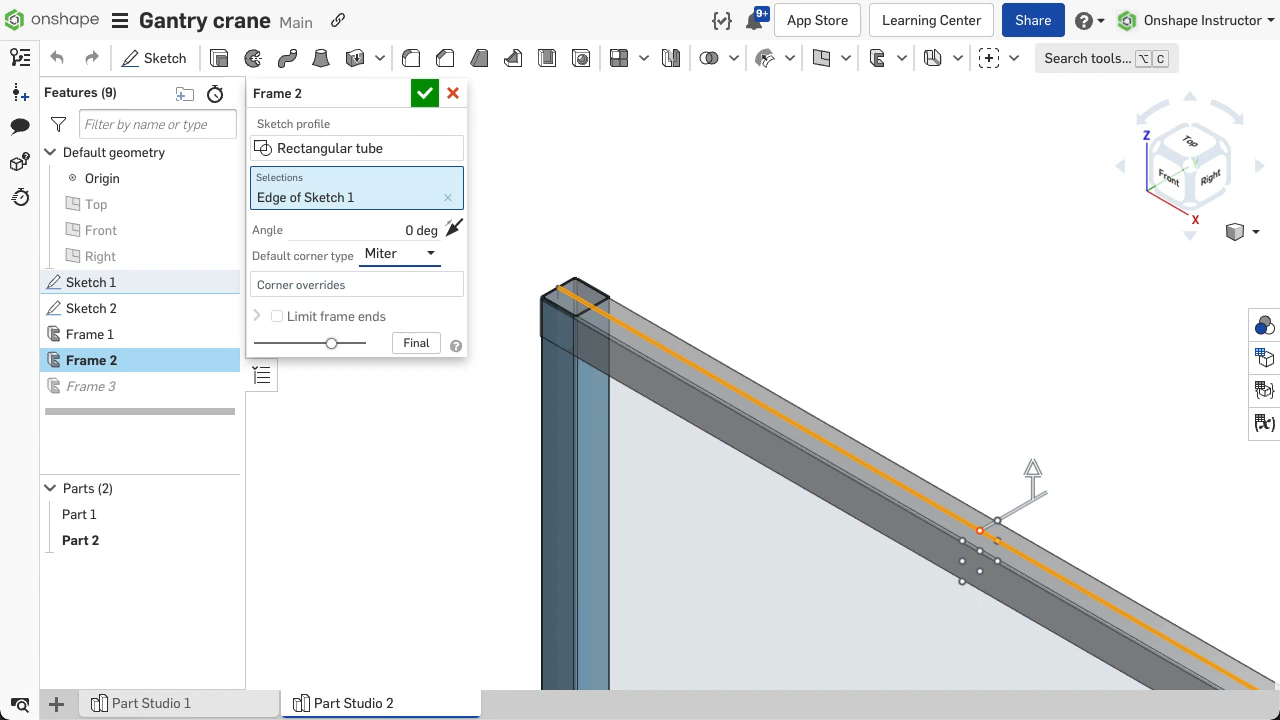 onshape
Gantry crane
Main
9+
App Store
Learning Center
Share
Onshape Instructor
Sketch
Search tools...
⌥
C
Features (9)
Filter by name or type
Default geometry
Origin
Top
Front
Right
Sketch 1
Sketch 2
Frame 1
Frame 2
Frame 3
Parts (2)
Part 1
Part 2
Frame 2
Sketch profile
Rectangular tube
Selections
Edge of Sketch 1
Angle
0 deg
Default corner type
Miter
Corner overrides
Limit frame ends
Final
Z
Top
Y
Front
Right
X
(x)
Part Studio 1
Part Studio 2